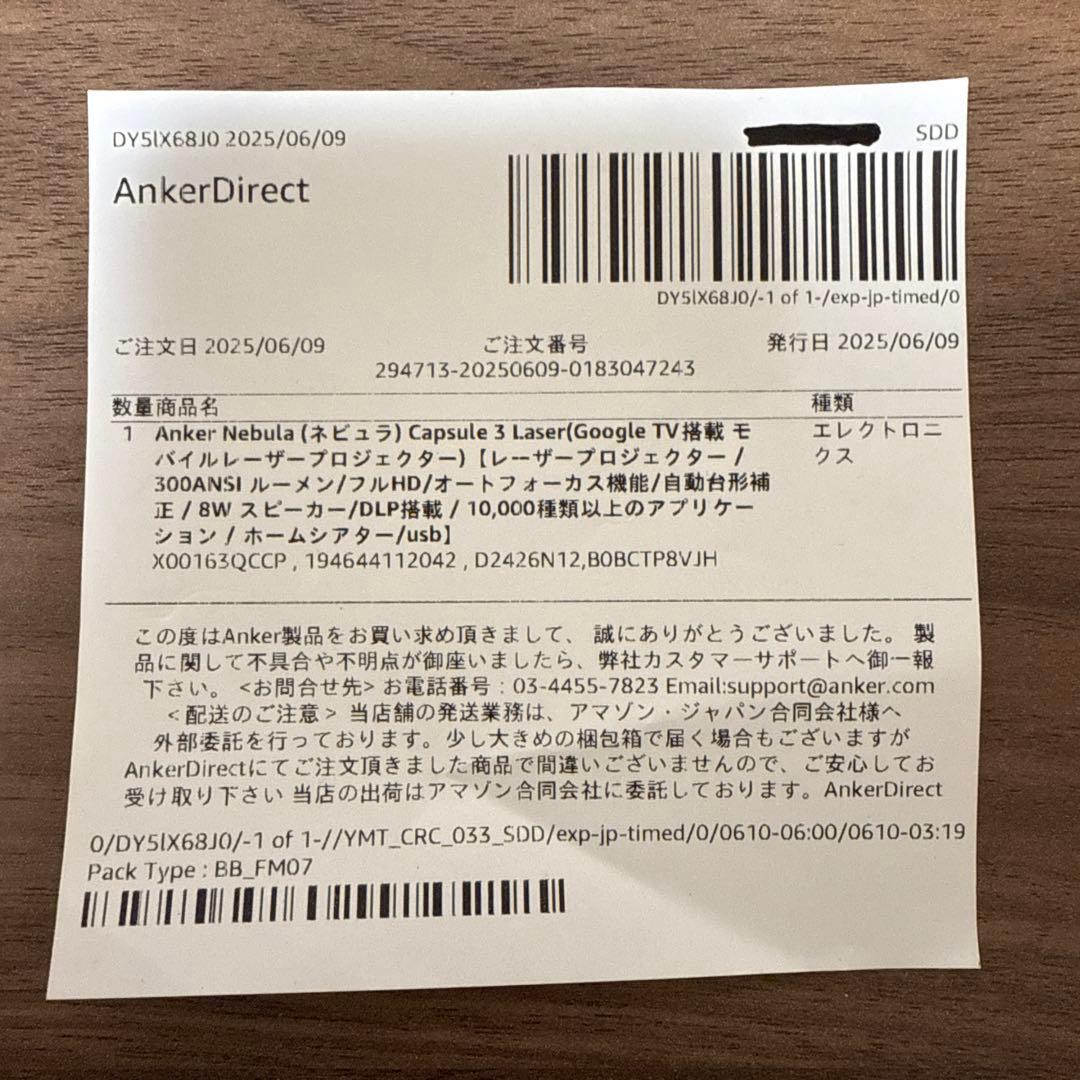 DY5lX68J0 2025/06/09
SDD
AnkerDirect
DY5lX68J0/-1 of 1-/exp-jp-timed/0
ご注文日 2025/06/09
ご注文番号
発行日 2025/06/09
294713-20250609-0183047243
数量商品名
種類
1 Anker Nebula (ネビュラ) Capsule 3 Laser(Google TV搭載 モ
エレクトロニ
バイルレーザープロジェクター)【レーザープロジェクター /
クス
300ANSI ルーメン/フルHD/オートフォーカス機能/自動台形補
正 / 8W スピーカー/DLP搭載 / 10,000種類以上のアプリケー
ション / ホームシアター/usb】
X00163QCCP , 194644112042 , D2426N12,B0BCTP8VJH
この度はAnker製品をお買い求め頂きまして、 誠にありがとうございました。 製
品に関して不具合や不明点が御座いましたら、弊社カスタマーサポートへ御一報
下さい。 <お問合せ先> お電話番号 : 03-4455-7823 Email:support@anker.com
＜配送のご注意＞ 当店舗の発送業務は、アマゾン・ジャパン合同会社様へ
外部委託を行っております。少し大きめの梱包箱で届く場合もございますが
AnkerDirectにてご注文頂きました商品で間違いございませんので、ご安心してお
受け取り下さい 当店の出荷はアマゾン合同会社に委託しております。AnkerDirect
0/DY5lX68J0/-1 of 1-//YMT_CRC_033_SDD/exp-jp-timed/0/0610-06:00/0610-03:19
Pack Type : BB_FM07